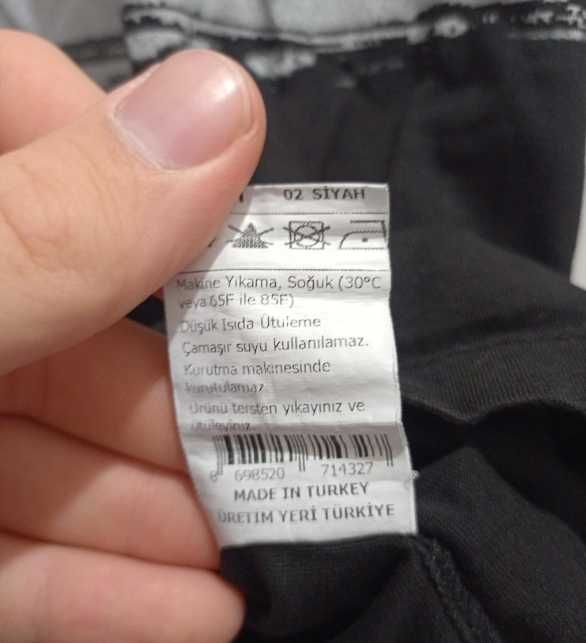 02 SİYAH
Makine Yıkama, Soğuk (30°C
veya 65F ile 85F)
Düşük Isıda Ütüleme
Çamaşır suyu kullanılamaz.
Kurutma makinesinde
kurutulamaz
Ürünü tersten yıkayınız ve
ütüleyiniz.
8 698520 714327
MADE IN TURKEY
ÜRETİM YERİ TÜRKİYE